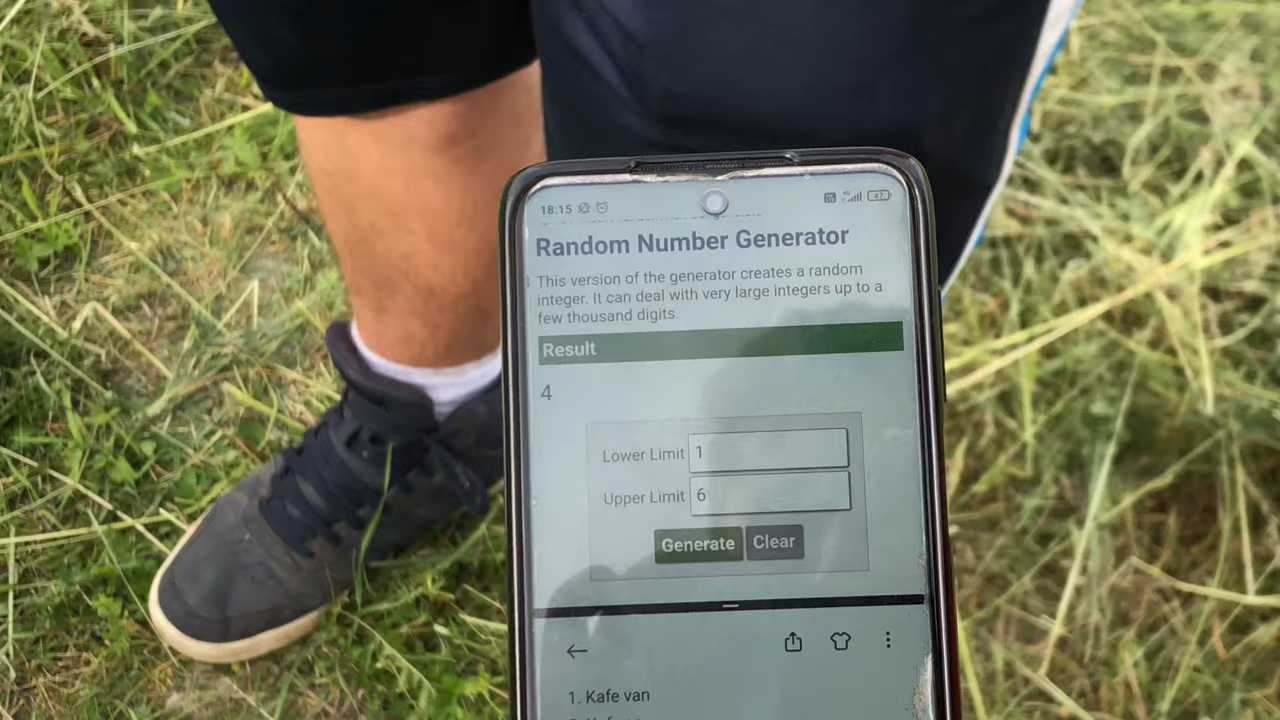 18:15
47
Random Number Generator
This version of the generator creates a random
integer. It can deal with very large integers up to a
few thousand digits.
Result
4
Lower Limit 1
Upper Limit 6
Generate Clear
1. Kafe van